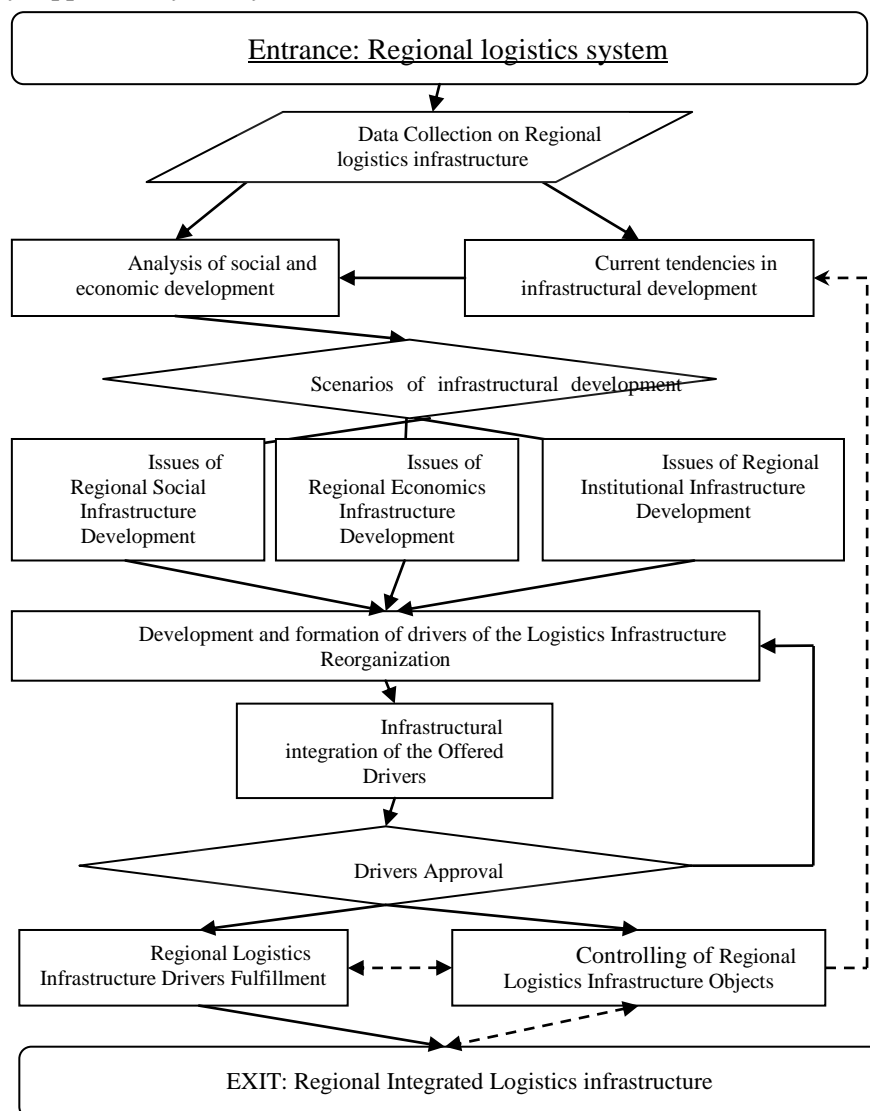 Entrance: Regional logistics system
Data Collection on Regional
logistics infrastructure
Analysis of social and
economic development
Current tendencies in
infrastructural development
Scenarios of infrastructural development
Issues of
Regional Social
Infrastructure
Development
Issues of
Regional Economics
Infrastructure
Development
Issues of Regional
Institutional Infrastructure
Development
Development and formation of drivers of the Logistics Infrastructure
Reorganization
Infrastructural
integration of the Offered
Drivers
Drivers Approval
Regional Logistics
Infrastructure Drivers Fulfillment
Controlling of Regional
Logistics Infrastructure Objects
EXIT: Regional Integrated Logistics infrastructure